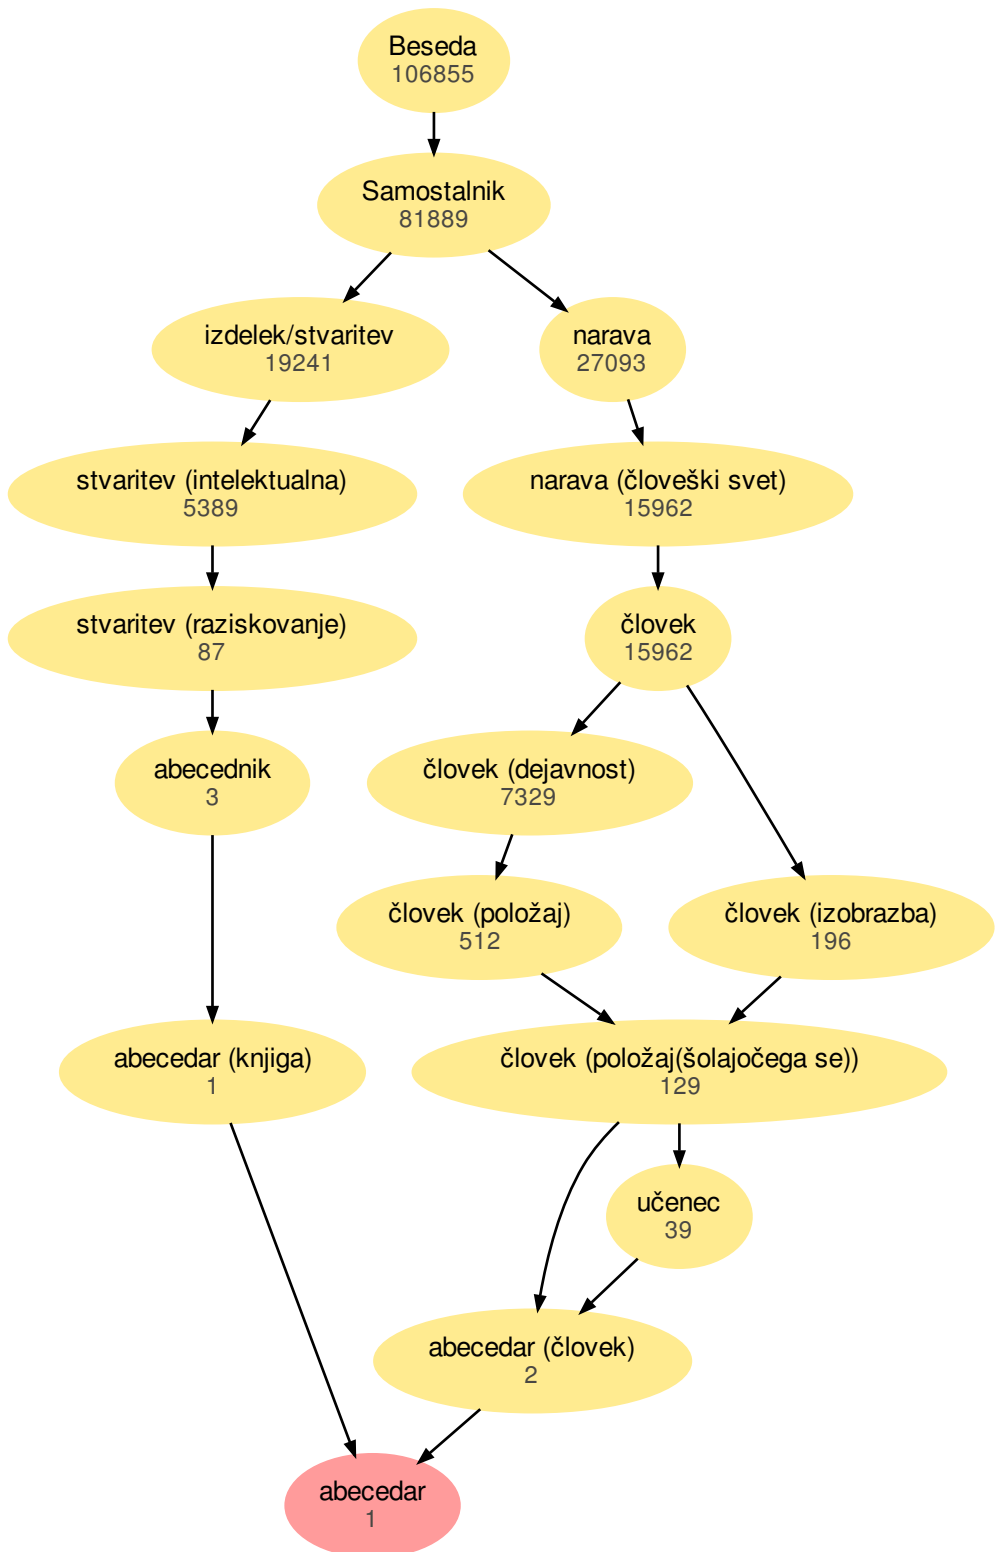 Beseda
106855
Samostalnik
81889
izdelek/stvaritev
19241
narava
27093
stvaritev (intelektualna)
5389
narava (človeški svet)
15962
stvaritev (raziskovanje)
87
človek
15962
abecednik
3
človek (dejavnost)
7329
človek (položaj)
512
človek (izobrazba)
196
abecedar (knjiga)
1
človek (položaj(šolajočega se))
129
učenec
39
abecedar (človek)
2
abecedar
1